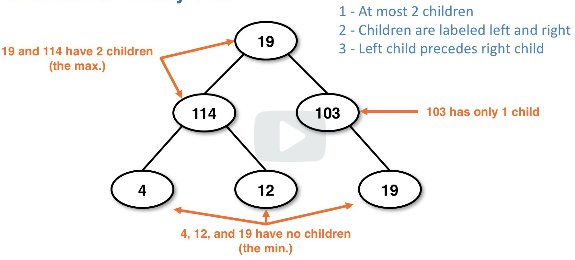 1 - At most 2 children
2 - Children are labeled left and right
3 - Left child precedes right child
19 and 114 have 2 children
(the max.)
19
114
103
103 has only 1 child
4
12
19
4, 12, and 19 have no children
(the min.)